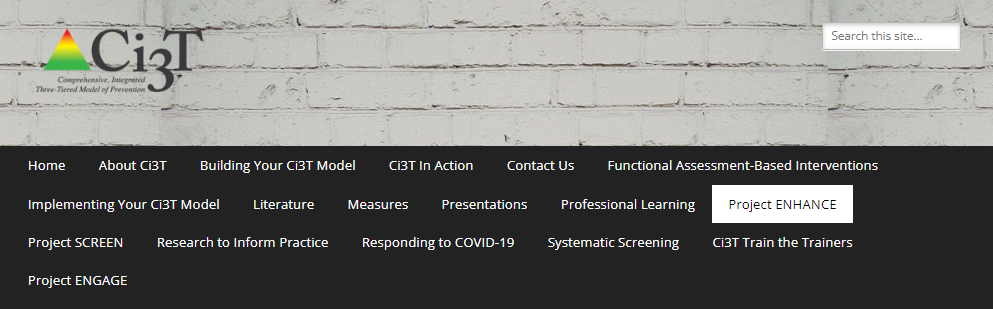 Ci3T
Comprehensive, Integrated
Three-Tiered Model of Prevention
Search this site...
Home About Ci3T Building Your Ci3T Model Ci3T In Action Contact Us Functional Assessment-Based Interventions
Implementing Your Ci3T Model Literature Measures Presentations Professional Learning Project ENHANCE
Project SCREEN Research to Inform Practice Responding to COVID-19 Systematic Screening Ci3T Train the Trainers
Project ENGAGE